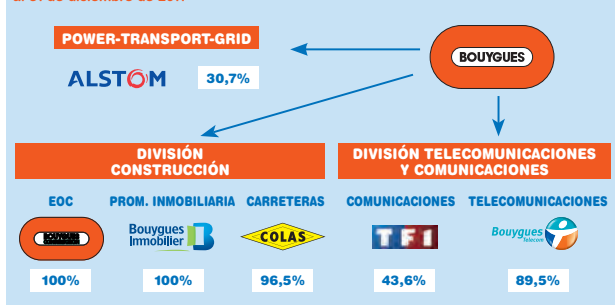 POWER-TRANSPORT-GRID
ALSTOM
30,7%
BOUYGUES
DIVISIÓN
CONSTRUCCIÓN
DIVISIÓN TELECOMUNICACIONES
Y COMUNICACIONES
EOC
PROM. INMOBILIARIA
CARRETERAS
COMUNICACIONES
TELECOMUNICACIONES
Bouygues
Immobilier
COLAS
TF1
Bouygues
Telecom
100%
100%
96,5%
43,6%
89,5%